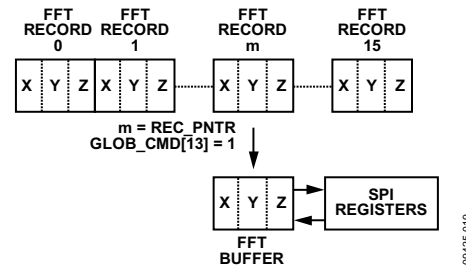 FFT RECORD 0
FFT RECORD 1
FFT RECORD m
FFT RECORD 15
X Y Z X Y Z X Y Z X Y Z
m = REC_PNTR
GLOB_CMD[13] = 1
X Y Z
SPI REGISTERS
FFT BUFFER